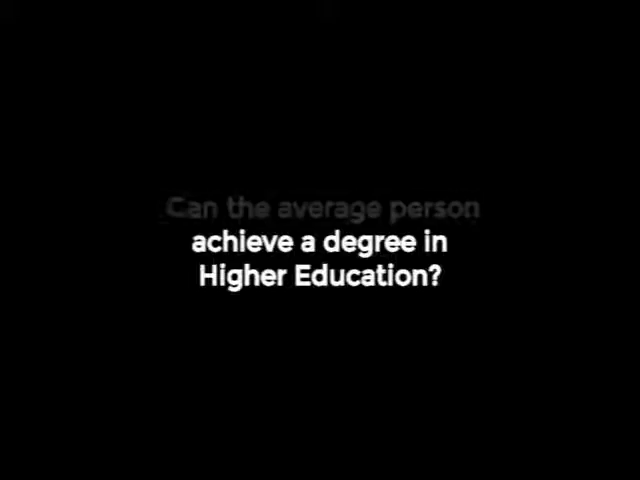 Can the average person
achieve a degree in
Higher Education?